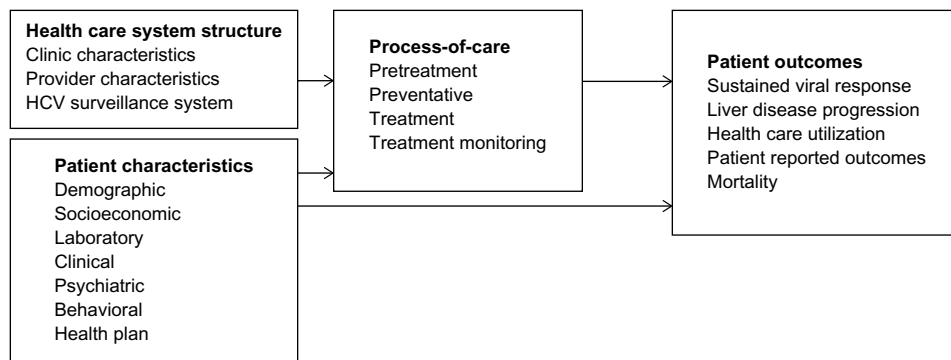 Health care system structure
Clinic characteristics
Provider characteristics
HCV surveillance system
Patient characteristics
Demographic
Socioeconomic
Laboratory
Clinical
Psychiatric
Behavioral
Health plan
Process-of-care
Pretreatment
Preventative
Treatment
Treatment monitoring
Patient outcomes
Sustained viral response
Liver disease progression
Health care utilization
Patient reported outcomes
Mortality